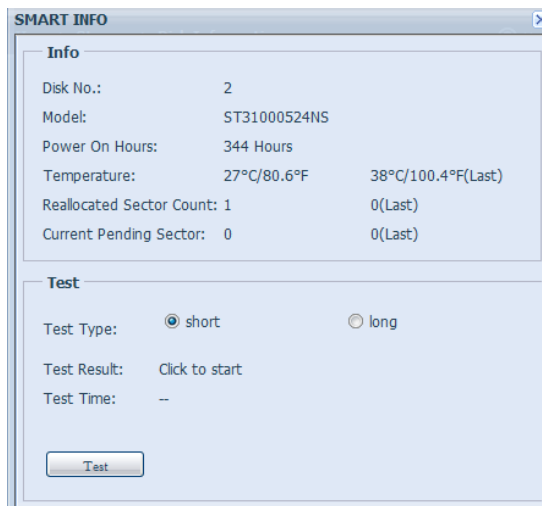 SMART INFO
Info
Disk No.: 2
Model: ST31000524NS
Power On Hours: 344 Hours
Temperature: 27°C/80.6°F 38°C/100.4°F(Last)
Reallocated Sector Count: 1 0(Last)
Current Pending Sector: 0 0(Last)
Test
Test Type: short long
Test Result: Click to start
Test Time: --
Test